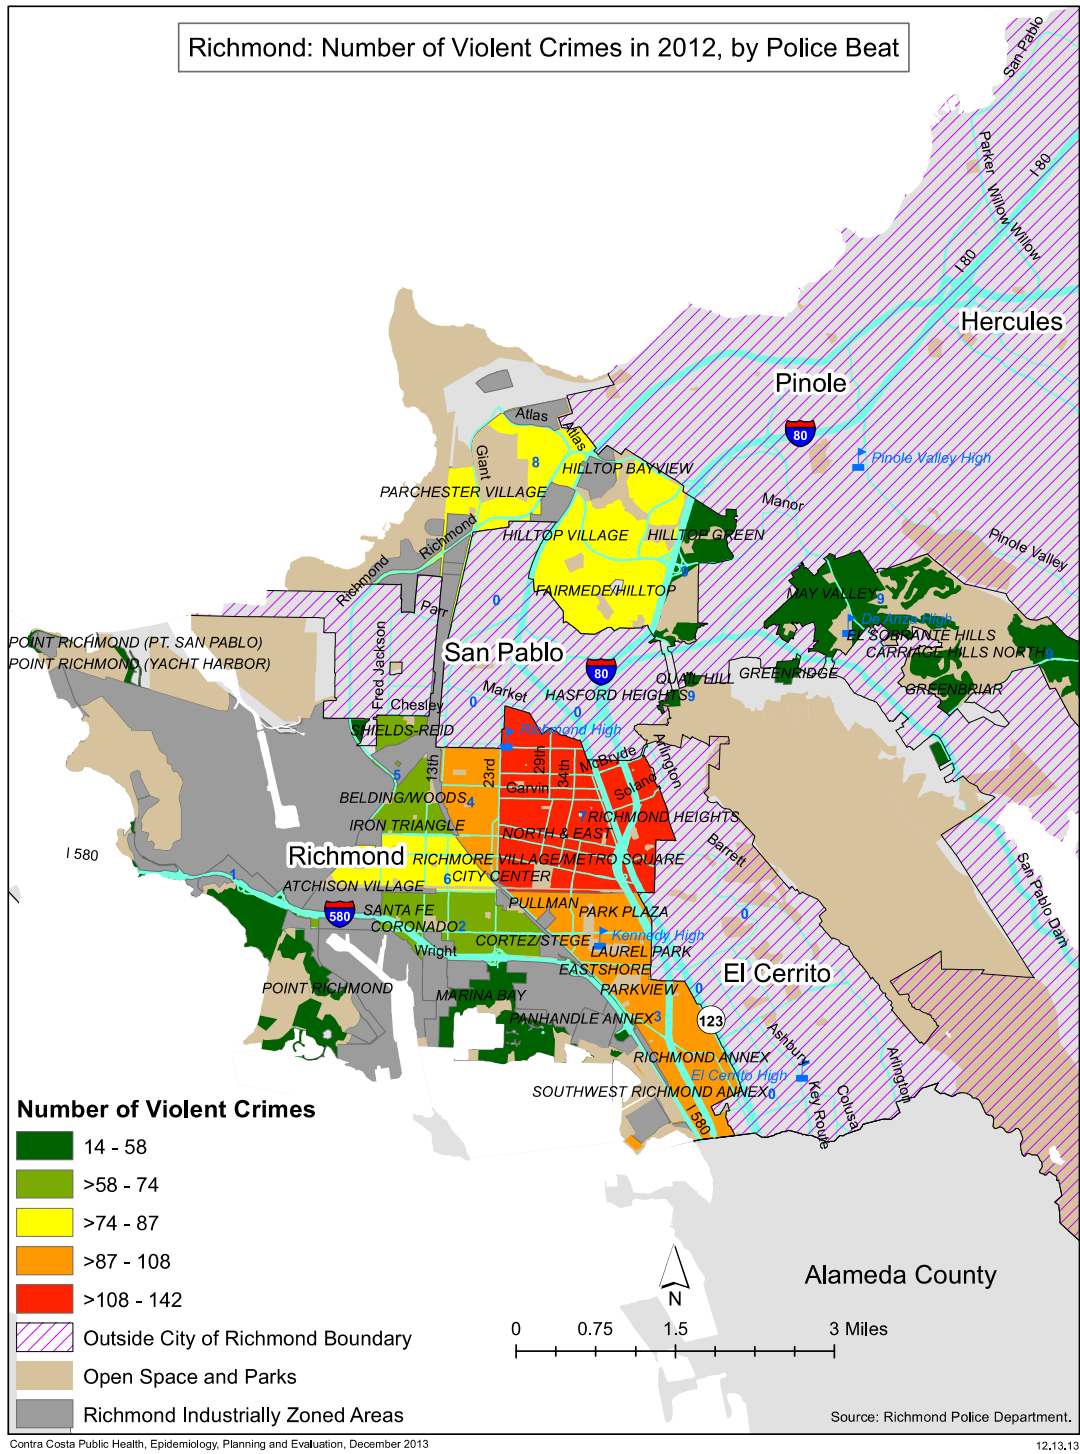 Richmond: Number of Violent Crimes in 2012, by Police Beat
San Pablo
I 80
Parker
Willow
Willow
I 80
Hercules
Pinole
80
Pinole Valley High
Atlas
Atlas
Giant
8
HILLTOP BAYVIEW
PARCHESTER VILLAGE
Manor
Richmond
HILLTOP VILLAGE
HILLTOP GREEN
Pinole Valley
Richmond
9
FAIRMEDE/HILLTOP
MAY VALLEY
9
0
Parr
De Anza High
EL SOBRANTE HILLS
CARRIAGE HILLS NORTH
9
POINT RICHMOND (PT. SAN PABLO)
POINT RICHMOND (YACHT HARBOR)
Fred Jackson
San Pablo
80
QUAIL HILL
GREENRIDGE
GREENBRIAR
Market
HASFORD HEIGHTS
9
0
Chesley
0
SHIELDS-REID
Richmond High
13th
23rd
29th
34th
McBryde
Arlington
5
Garvin
Solano
BELDING/WOODS
4
7
RICHMOND HEIGHTS
IRON TRIANGLE
NORTH & EAST
Barrett
I 580
Richmond
RICHMORE VILLAGE/METRO SQUARE
1
ATCHISON VILLAGE
6
CITY CENTER
San Pablo Dam
580
SANTA FE
PULLMAN
PARK PLAZA
0
CORONADO
2
Kennedy High
CORTEZ/STEGE
Wright
LAUREL PARK
EASTSHORE
El Cerrito
POINT RICHMOND
MARINA BAY
PARKVIEW
0
PANHANDLE ANNEX
3
123
Ashbury
RICHMOND ANNEX
El Cerrito High
Arlington
SOUTHWEST RICHMOND ANNEX
0
Key Route
Colusa
I 580
Number of Violent Crimes
14 - 58
>58 - 74
>74 - 87
>87 - 108
>108 - 142
Outside City of Richmond Boundary
Open Space and Parks
Richmond Industrially Zoned Areas
N
Alameda County
0 0.75 1.5 3 Miles
Source: Richmond Police Department.
Contra Costa Public Health, Epidemiology, Planning and Evaluation, December 2013
12.13.13